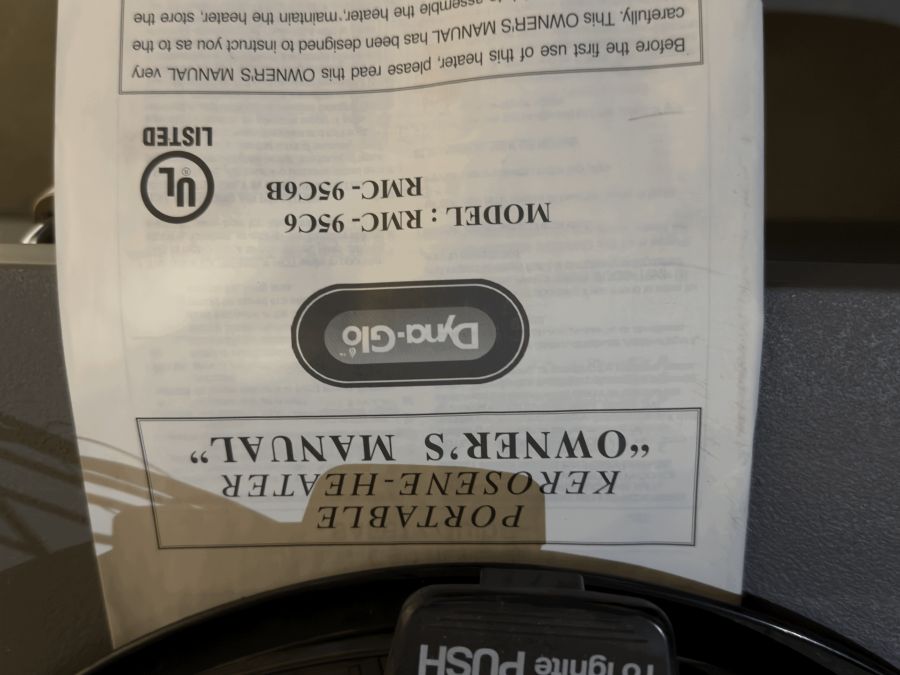 PORTABLE
KEROSENE-HEATER
"OWNER'S MANUAL"
Dyna-Glo™
MODEL : RMC- 95C6
RMC- 95C6B
UL®
LISTED
Before the first use of this heater, please read this OWNER'S MANUAL very
carefully. This OWNER'S MANUAL has been designed to instruct you as to the
assemble the heater, maintain the heater, store the
To Ignite PUSH